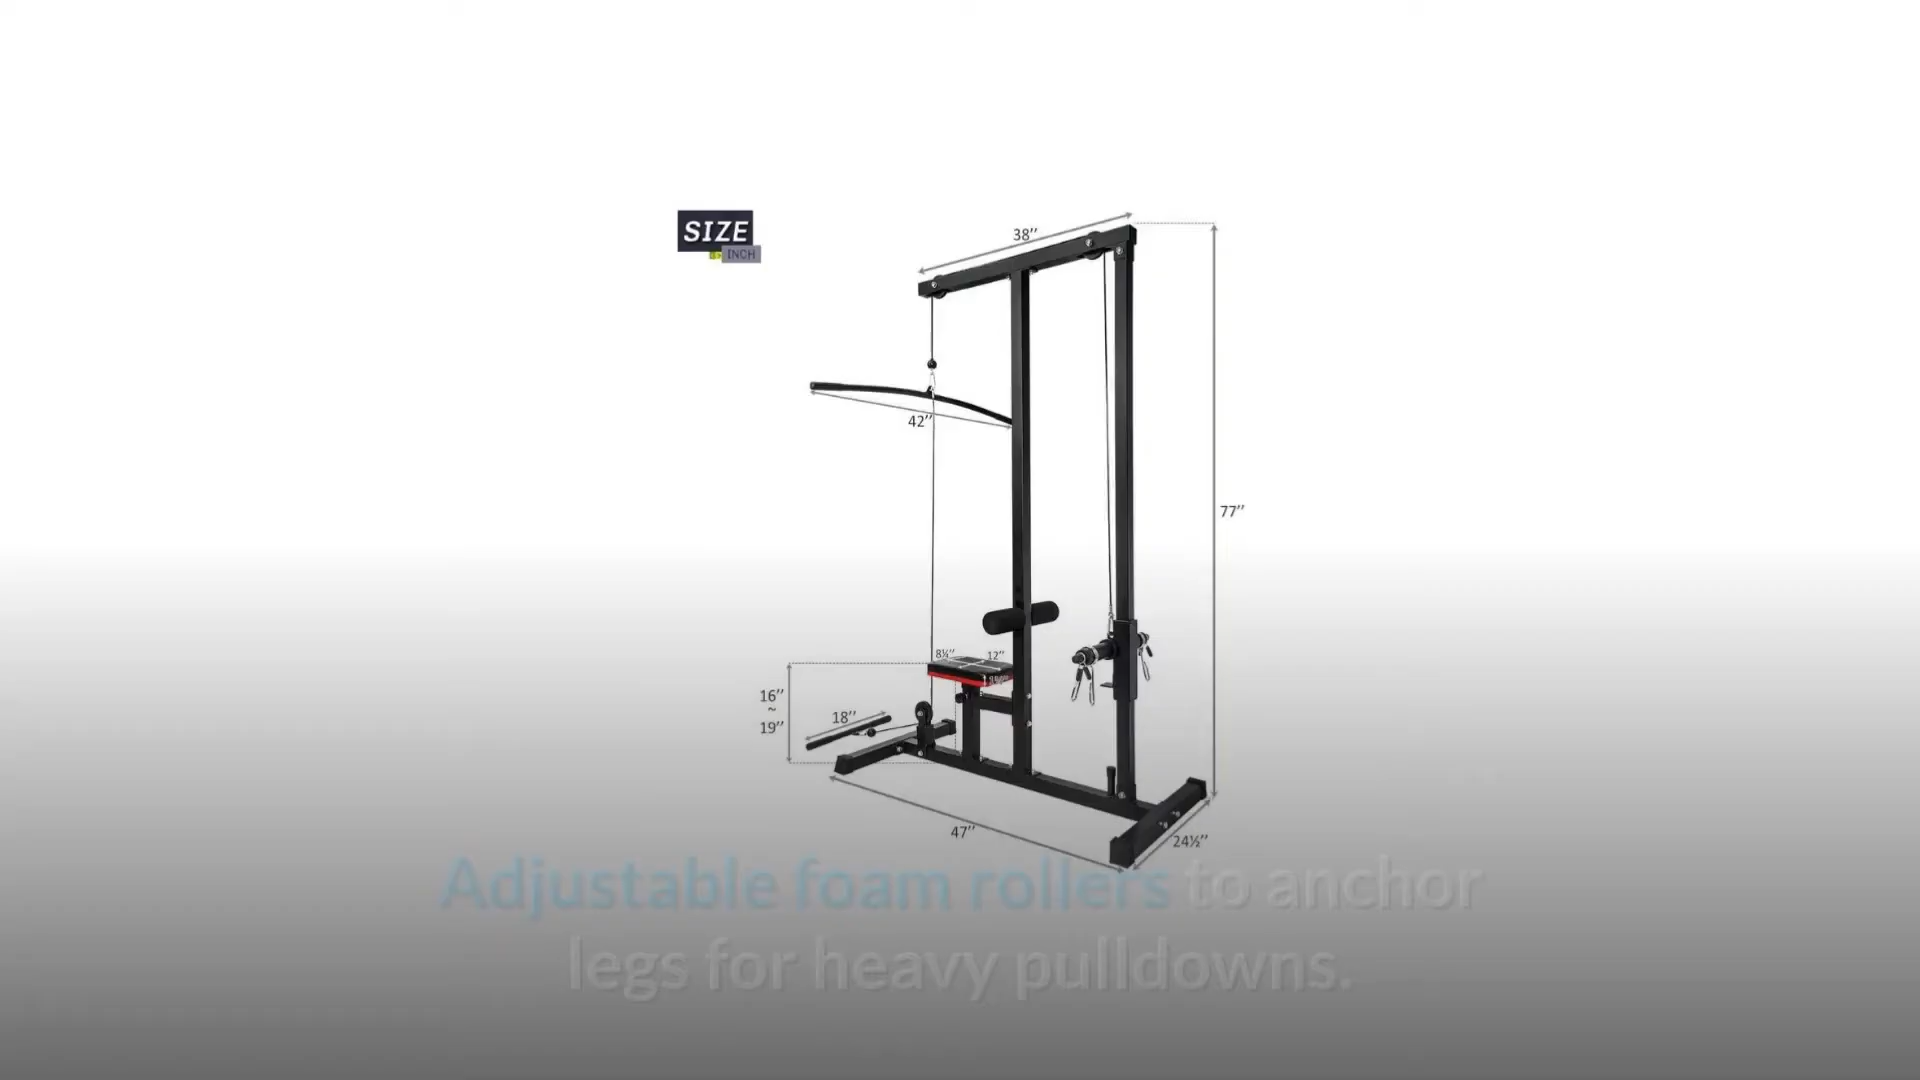 SIZE
INCH
38’’
42’’
77’’
8¼’’ 12’’
16’’
~
19’’
18’’
47’’
24½’’
Adjustable foam rollers to anchor
legs for heavy pulldowns.